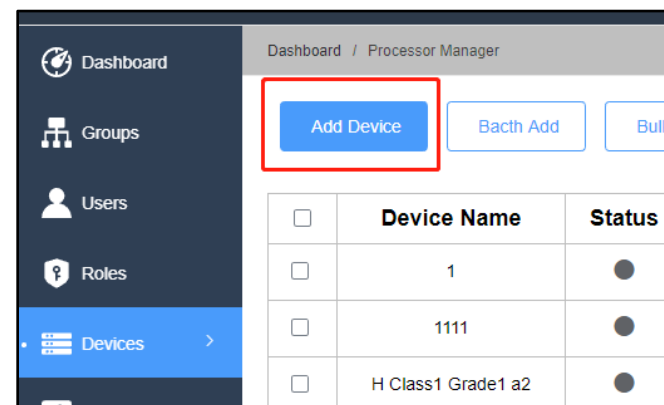 Dashboard
Dashboard / Processor Manager
Add Device
Bacth Add
Bull
Groups
Users
Roles
Devices
Device Name
Status
1
1111
H Class1 Grade1 a2